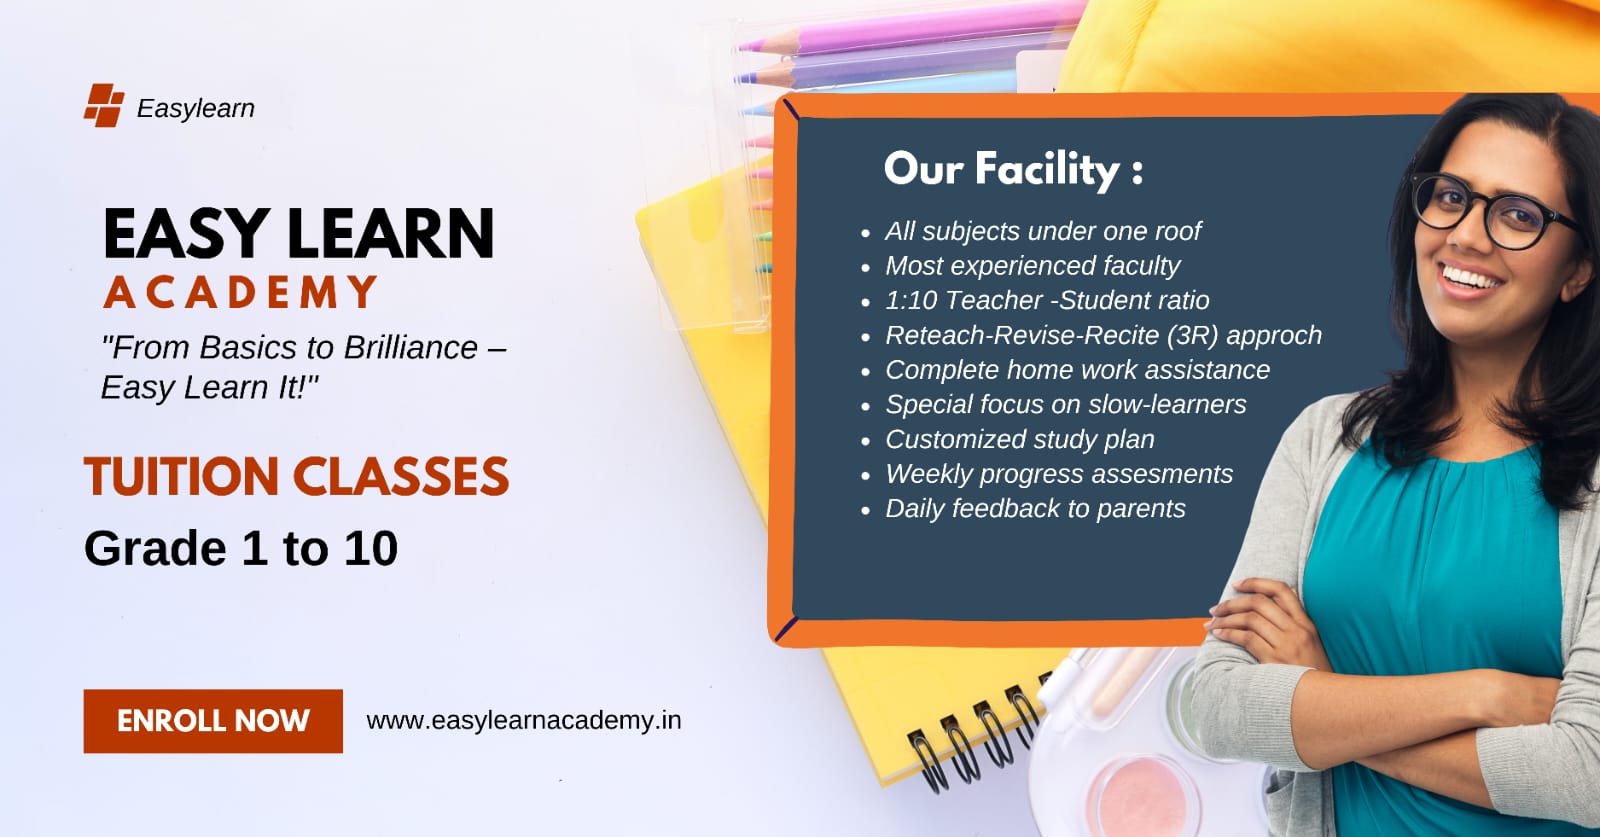 Easylearn
EASY LEARN
ACADEMY
"From Basics to Brilliance –
Easy Learn It!"
TUITION CLASSES
Grade 1 to 10
ENROLL NOW
www.easylearnacademy.in
Our Facility :
All subjects under one roof
Most experienced faculty
1:10 Teacher -Student ratio
Reteach-Revise-Recite (3R) approch
Complete home work assistance
Special focus on slow-learners
Customized study plan
Weekly progress assesments
Daily feedback to parents